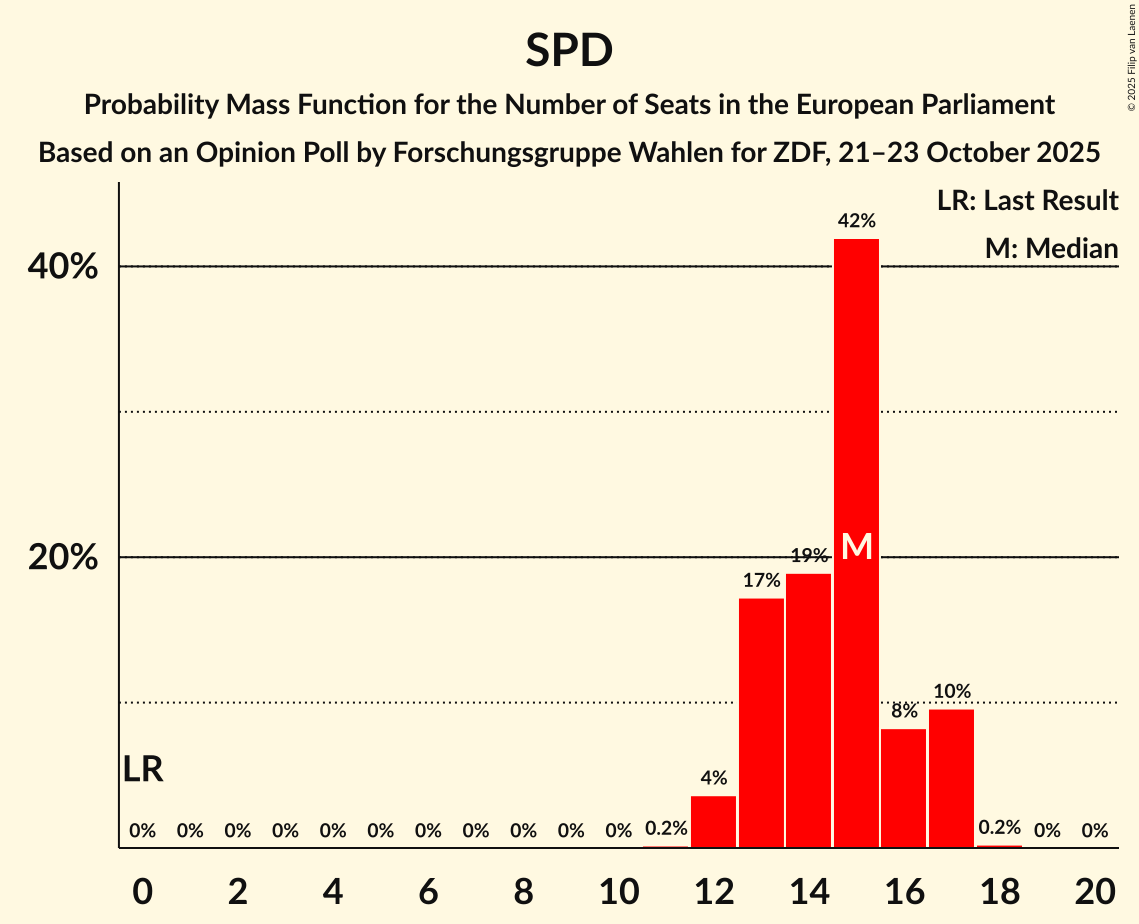 SPD
Probability Mass Function for the Number of Seats in the European Parliament
Based on an Opinion Poll by Forschungsgruppe Wahlen for ZDF, 21–23 October 2025
© 2025 Filip van Laenen
LR: Last Result
M: Median
40%
20%
42%
19%
M
17%
10%
8%
4%
LR
0% 0% 0% 0% 0% 0% 0% 0% 0% 0% 0% 0.2% 0.2% 0% 0%
0 2 4 6 8 10 12 14 16 18 20